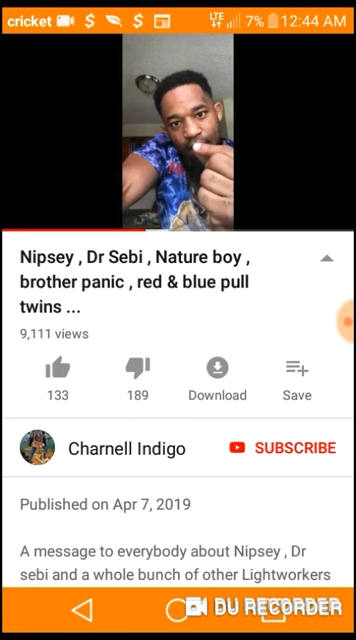 cricket $ $ LTE 7% 12:44 AM
Nipsey , Dr Sebi , Nature boy ,
brother panic , red & blue pull
twins ...
9,111 views
133 189 Download Save
Charnell Indigo SUBSCRIBE
Published on Apr 7, 2019
A message to everybody about Nipsey , Dr
sebi and a whole bunch of other Lightworkers
DU RECORDER